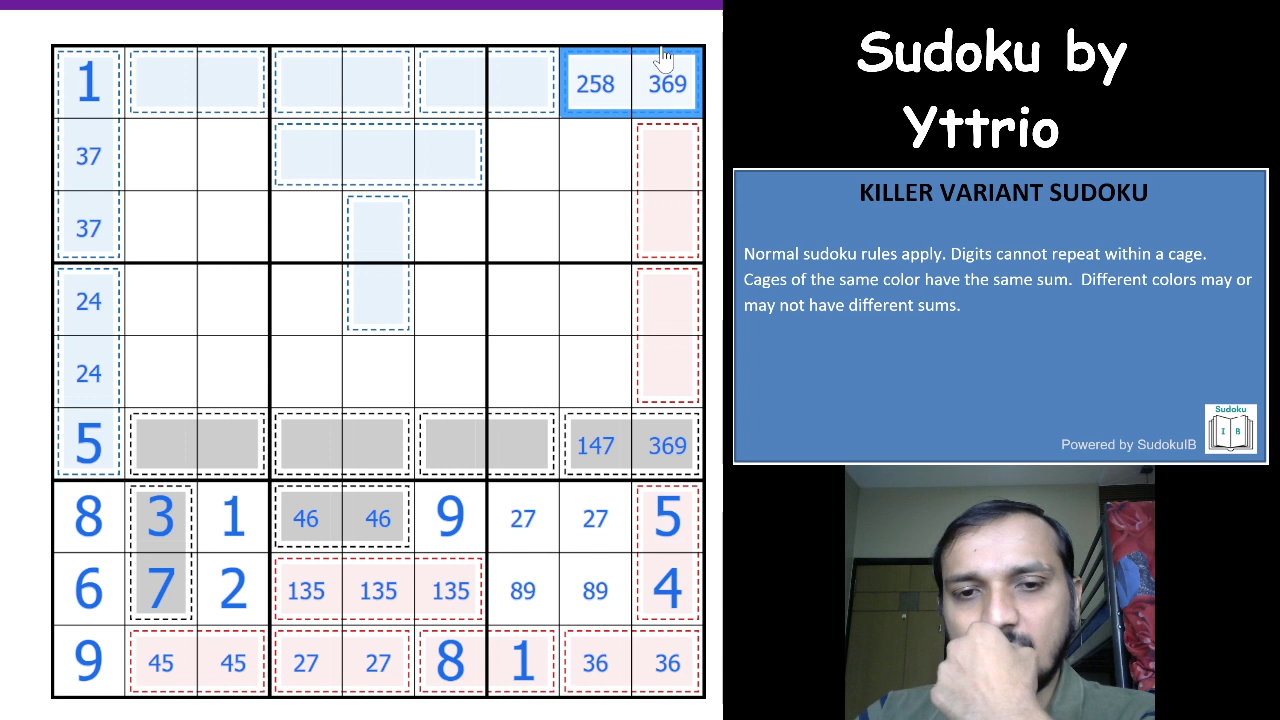 Sudoku by
Yttrio
KILLER VARIANT SUDOKU
Normal sudoku rules apply. Digits cannot repeat within a cage.
Cages of the same color have the same sum. Different colors may or
may not have different sums.
Sudoku
I B
Powered by SudokuIB
1 258 369
37
37
24
24
5 147 369
8 3 1 46 46 9 27 27 5
6 7 2 135 135 135 89 89 4
9 45 45 27 27 8 1 36 36